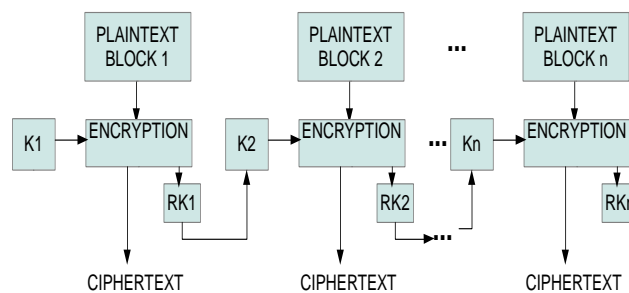 PLAINTEXT
BLOCK 1
PLAINTEXT
BLOCK 2
...
PLAINTEXT
BLOCK n
K1
ENCRYPTION
K2
ENCRYPTION
...
Kn
ENCRYPTION
RK1
RK2
...
RKn
CIPHERTEXT
CIPHERTEXT
CIPHERTEXT